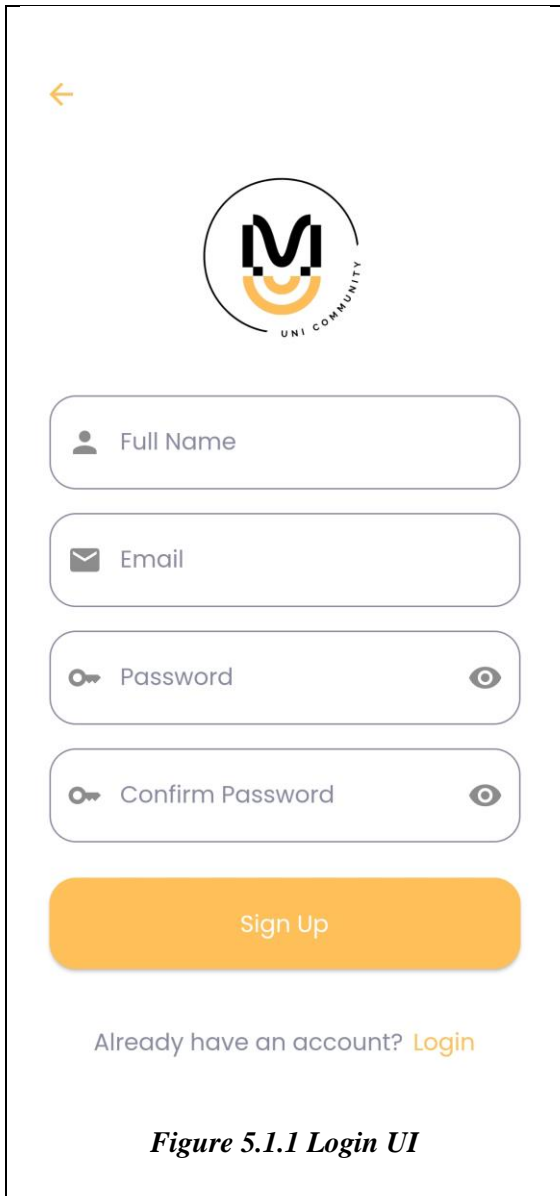 UNI COMMUNITY
Full Name
Email
Password
Confirm Password
Sign Up
Already have an account? Login
Figure 5.1.1 Login UI